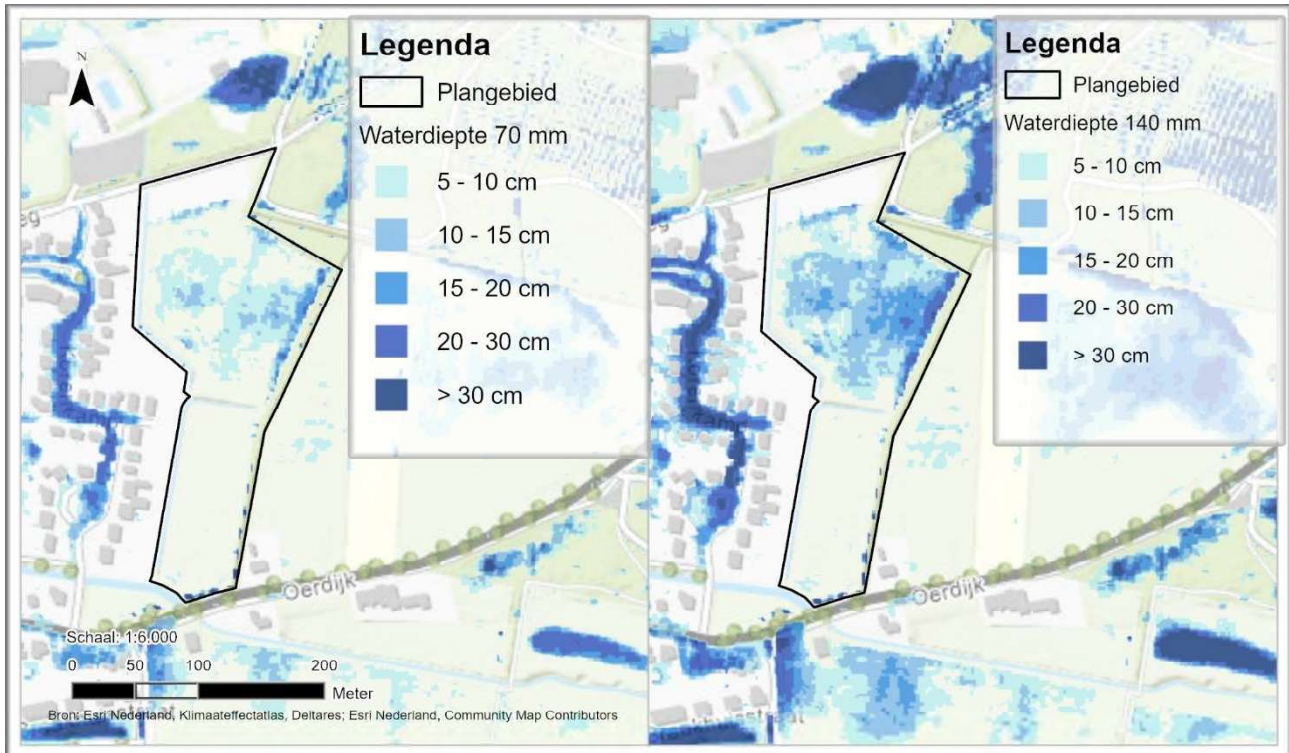 N
Legenda
Plangebied
Waterdiepte 70 mm
5 - 10 cm
10 - 15 cm
15 - 20 cm
20 - 30 cm
> 30 cm
eg
Oerdijk
Schaal: 1:6.000
0 50 100 200
Meter
Bron: Esri Nederland, Klimaateffectatlas, Deltares; Esri Nederland, Community Map Contributors
Legenda
Plangebied
Waterdiepte 140 mm
5 - 10 cm
10 - 15 cm
15 - 20 cm
20 - 30 cm
> 30 cm
eg
Oerdijk